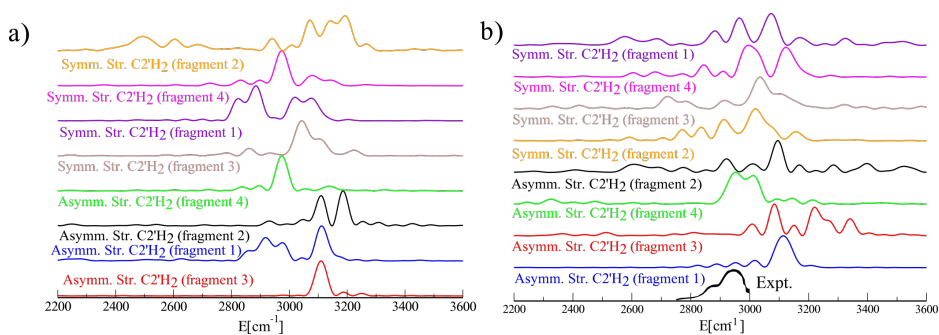 a)
Symm. Str. C2'H2 (fragment 2)
Symm. Str. C2'H2 (fragment 4)
Symm. Str. C2'H2 (fragment 1)
Symm. Str. C2'H2 (fragment 3)
Asymm. Str. C2'H2 (fragment 4)
Asymm. Str. C2'H2 (fragment 2)
Asymm. Str. C2'H2 (fragment 1)
Asymm. Str. C2'H2 (fragment 3)
2200 2400 2600 2800 3000 3200 3400 3600
E[cm-1]
b)
Symm. Str. C2'H2 (fragment 1)
Symm. Str. C2'H2 (fragment 4)
Symm. Str. C2'H2 (fragment 3)
Symm. Str. C2'H2 (fragment 2)
Asymm. Str. C2'H2 (fragment 2)
Asymm. Str. C2'H2 (fragment 4)
Asymm. Str. C2'H2 (fragment 3)
Asymm. Str. C2'H2 (fragment 1)
Expt.
2200 2400 2600 2800 3000 3200 3400 3600
E[cm-1]